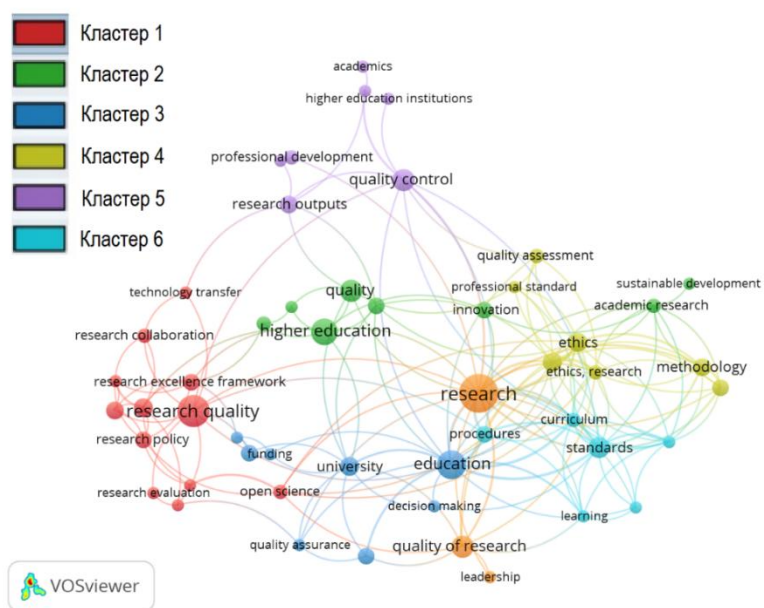 Кластер 1
Кластер 2
Кластер 3
Кластер 4
Кластер 5
Кластер 6
academics
higher education institutions
professional development
quality control
research outputs
quality assessment
technology transfer
quality
professional standard
sustainable development
innovation
academic research
research collaboration
higher education
ethics
ethics, research
methodology
research excellence framework
research
research quality
curriculum
research policy
procedures
standards
funding
university
education
research evaluation
open science
decision making
learning
quality assurance
quality of research
leadership
VOSviewer